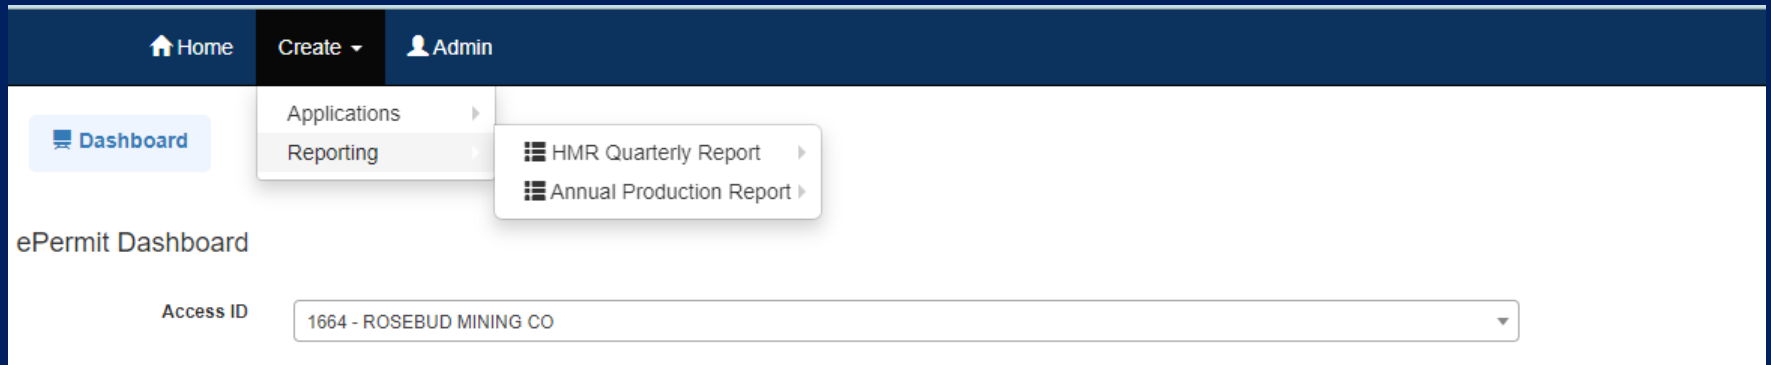 Home Create Admin
Applications
Dashboard
Reporting
HMR Quarterly Report
Annual Production Report
ePermit Dashboard
Access ID
1664 - ROSEBUD MINING CO